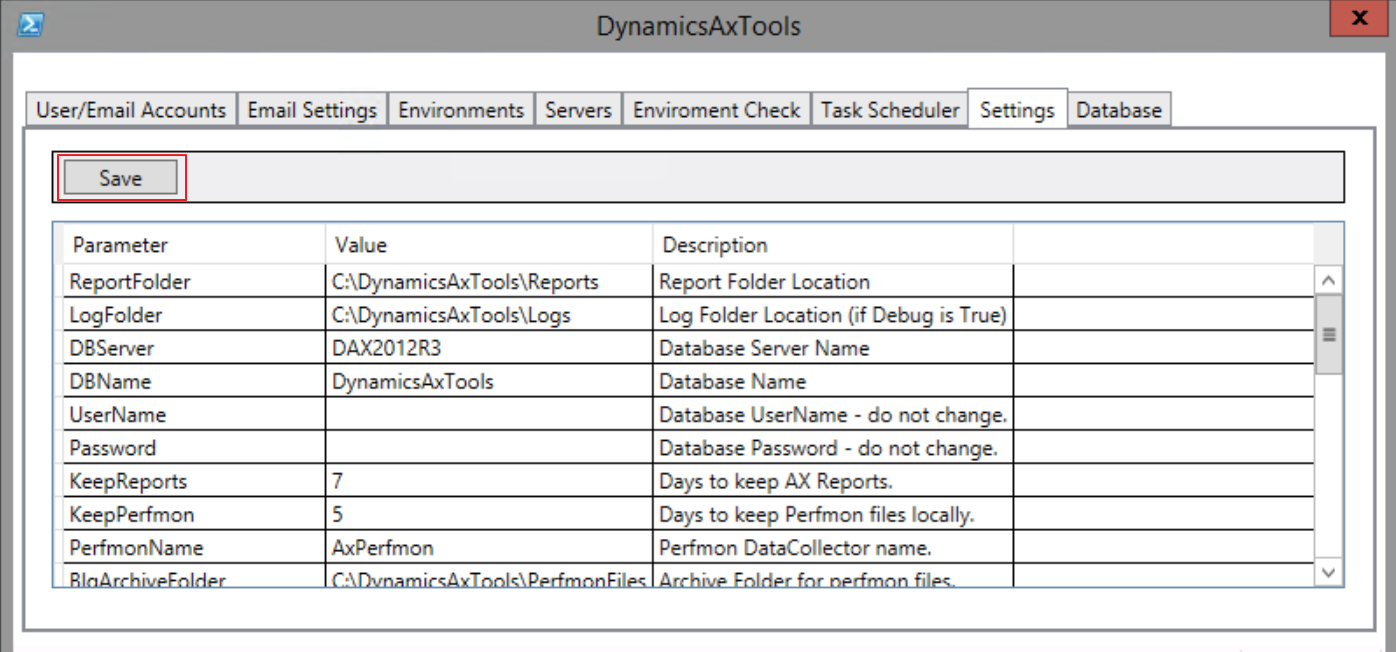 DynamicsAxTools
x
User/Email Accounts Email Settings Environments Servers Enviroment Check Task Scheduler Settings Database
Save
Parameter Value Description
ReportFolder C:\DynamicsAxTools\Reports Report Folder Location
LogFolder C:\DynamicsAxTools\Logs Log Folder Location (if Debug is True)
DBServer DAX2012R3 Database Server Name
DBName DynamicsAxTools Database Name
UserName Database UserName - do not change.
Password Database Password - do not change.
KeepReports 7 Days to keep AX Reports.
KeepPerfmon 5 Days to keep Perfmon files locally.
PerfmonName AxPerfmon Perfmon DataCollector name.
BlgArchiveFolder C:\DynamicsAxTools\PerfmonFiles Archive Folder for perfmon files.